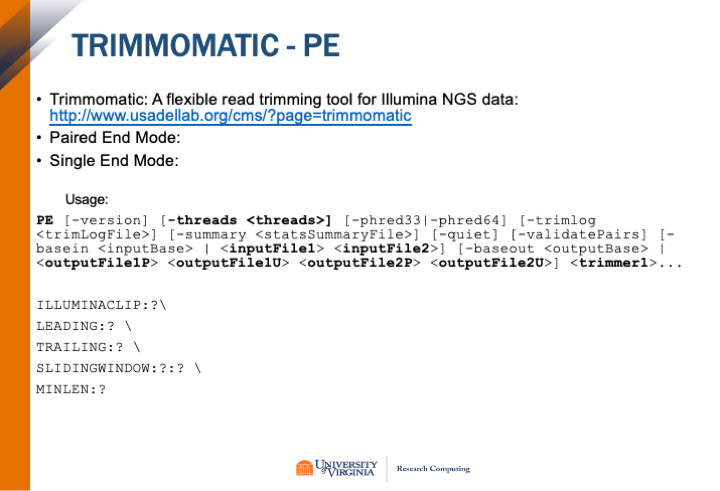 TRIMMOMATIC - PE
• Trimmomatic: A flexible read trimming tool for Illumina NGS data:
http://www.usadellab.org/cms/?page=trimmomatic
• Paired End Mode:
• Single End Mode:
Usage:
PE [-version] [-threads <threads>] [-phred33|-phred64] [-trimlog
<trimLogFile>] [-summary <statsSummaryFile>] [-quiet] [-validatePairs] [-
basein <inputBase> | <inputFile1> <inputFile2>] [-baseout <outputBase> |
<outputFile1P> <outputFile1U> <outputFile2P> <outputFile2U>] <trimmer1>...
ILLUMINACLIP:?\
LEADING:? \
TRAILING:? \
SLIDINGWINDOW:?:? \
MINLEN:?
UNIVERSITY
of VIRGINIA
Research Computing